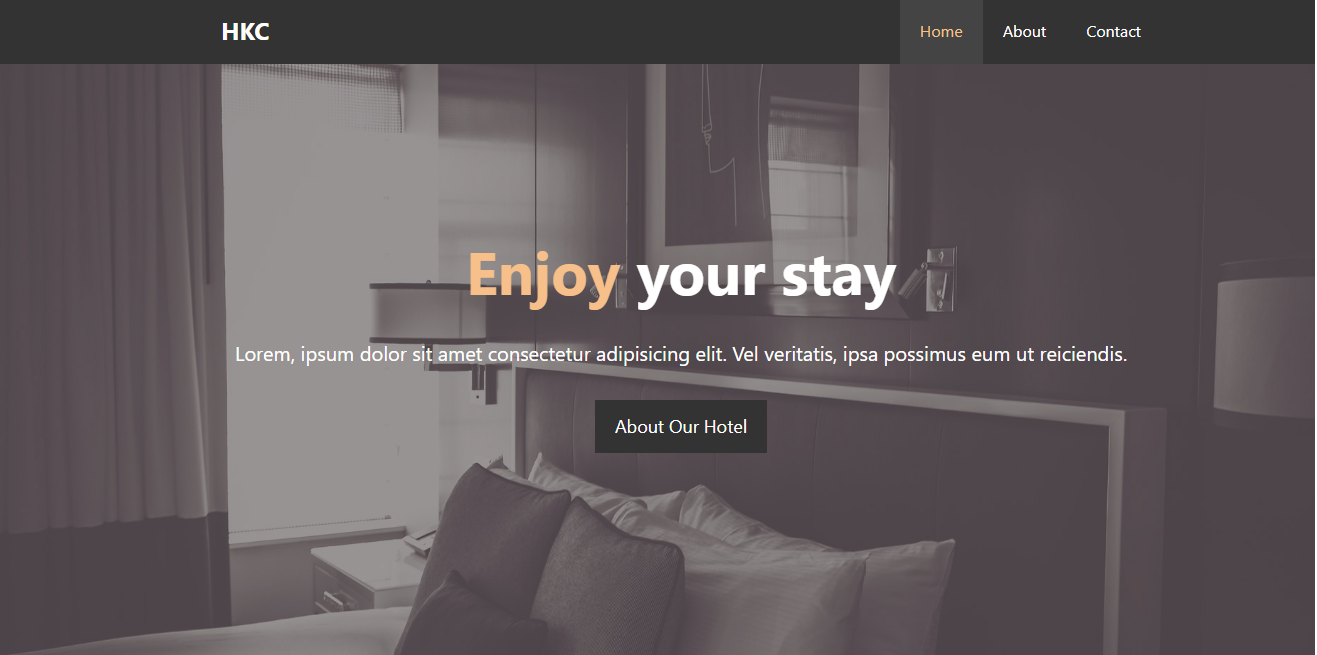 HKC
Home About Contact
Enjoy your stay
Lorem, ipsum dolor sit amet consectetur adipisicing elit. Vel veritatis, ipsa possimus eum ut reiciendis.
About Our Hotel